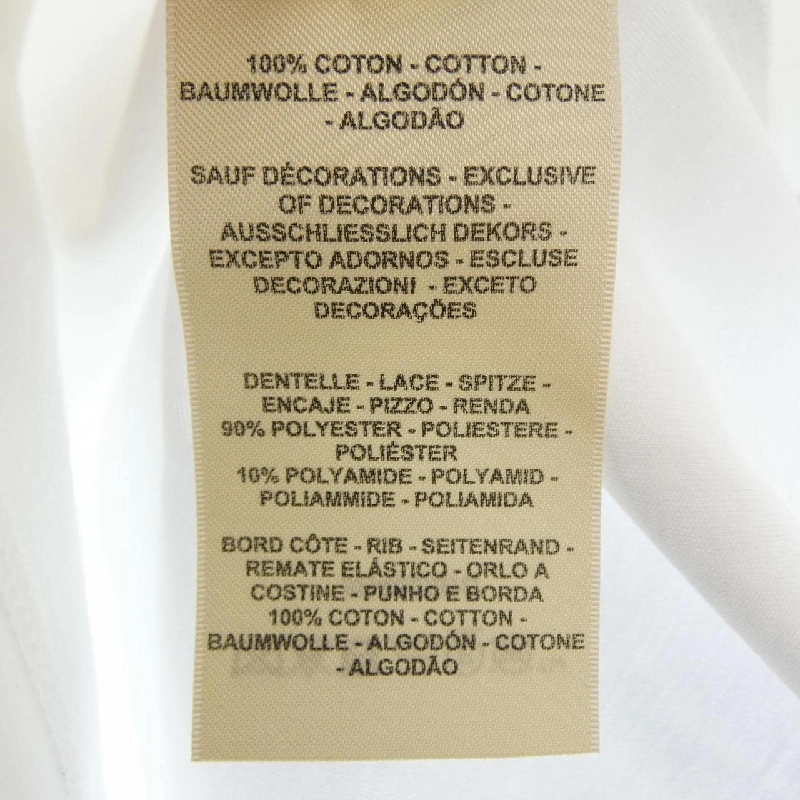 100% COTON - COTTON -
BAUMWOLLE - ALGODÓN - COTONE
- ALGODÃO
SAUF DÉCORATIONS - EXCLUSIVE
OF DECORATIONS -
AUSSCHLIESSLICH DEKORS -
EXCEPTO ADORNOS - ESCLUSE
DECORAZIONI - EXCETO
DECORAÇÕES
DENTELLE - LACE - SPITZE -
ENCAJE - PIZZO - RENDA
90% POLYESTER - POLIESTERE -
POLIÉSTER
10% POLYAMIDE - POLYAMID -
POLIAMMIDE - POLIAMIDA
BORD CÔTE - RIB - SEITENRAND -
REMATE ELÁSTICO - ORLO A
COSTINE - PUNHO E BORDA
100% COTON - COTTON -
BAUMWOLLE - ALGODÓN - COTONE
- ALGODÃO